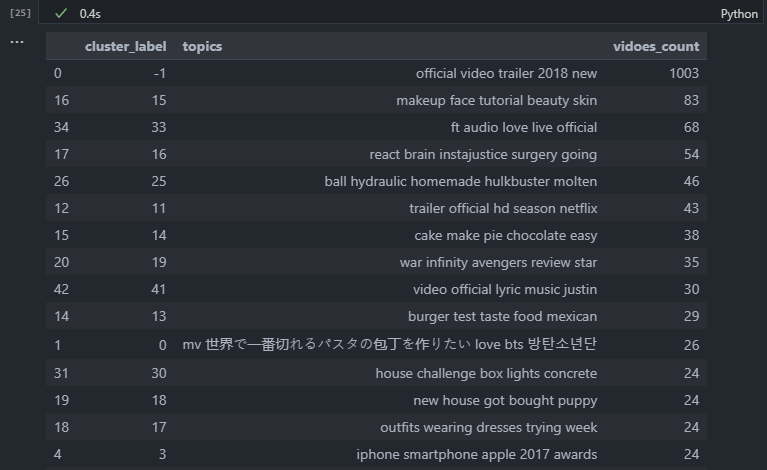 [25] 0.4s Python
... cluster_label topics vidoes_count
0 -1 official video trailer 2018 new 1003
16 15 makeup face tutorial beauty skin 83
34 33 ft audio love live official 68
17 16 react brain instajustice surgery going 54
26 25 ball hydraulic homemade hulkbuster molten 46
12 11 trailer official hd season netflix 43
15 14 cake make pie chocolate easy 38
20 19 war infinity avengers review star 35
42 41 video official lyric music justin 30
14 13 burger test taste food mexican 29
1 0 mv 世界で一番切れるパスタの包丁を作りたい love bts 방탄소년단 26
31 30 house challenge box lights concrete 24
19 18 new house got bought puppy 24
18 17 outfits wearing dresses trying week 24
4 3 iphone smartphone apple 2017 awards 24